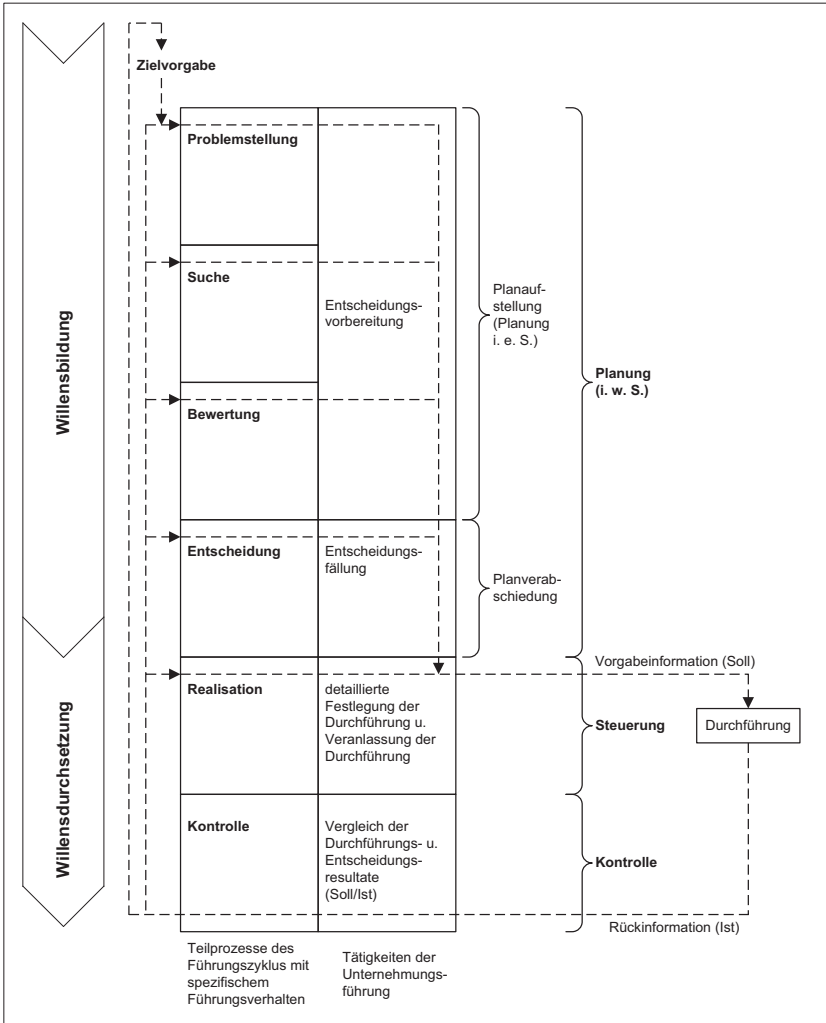 Willensbildung
Willensdurchsetzung
Zielvorgabe
Problemstellung
Suche
Bewertung
Entscheidung
Realisation
Kontrolle
Entscheidungs-
vorbereitung
Entscheidungs-
fällung
detaillierte
Festlegung der
Durchführung u.
Veranlassung der
Durchführung
Vergleich der
Durchführungs- u.
Entscheidungs-
resultate
(Soll/Ist)
Planauf-
stellung
(Planung
i. e. S.)
Planverab-
schiedung
Planung
(i. w. S.)
Vorgabeinformation (Soll)
Steuerung
Durchführung
Kontrolle
Rückinformation (Ist)
Teilprozesse des
Führungszyklus mit
spezifischem
Führungsverhalten
Tätigkeiten der
Unternehmungs-
führung